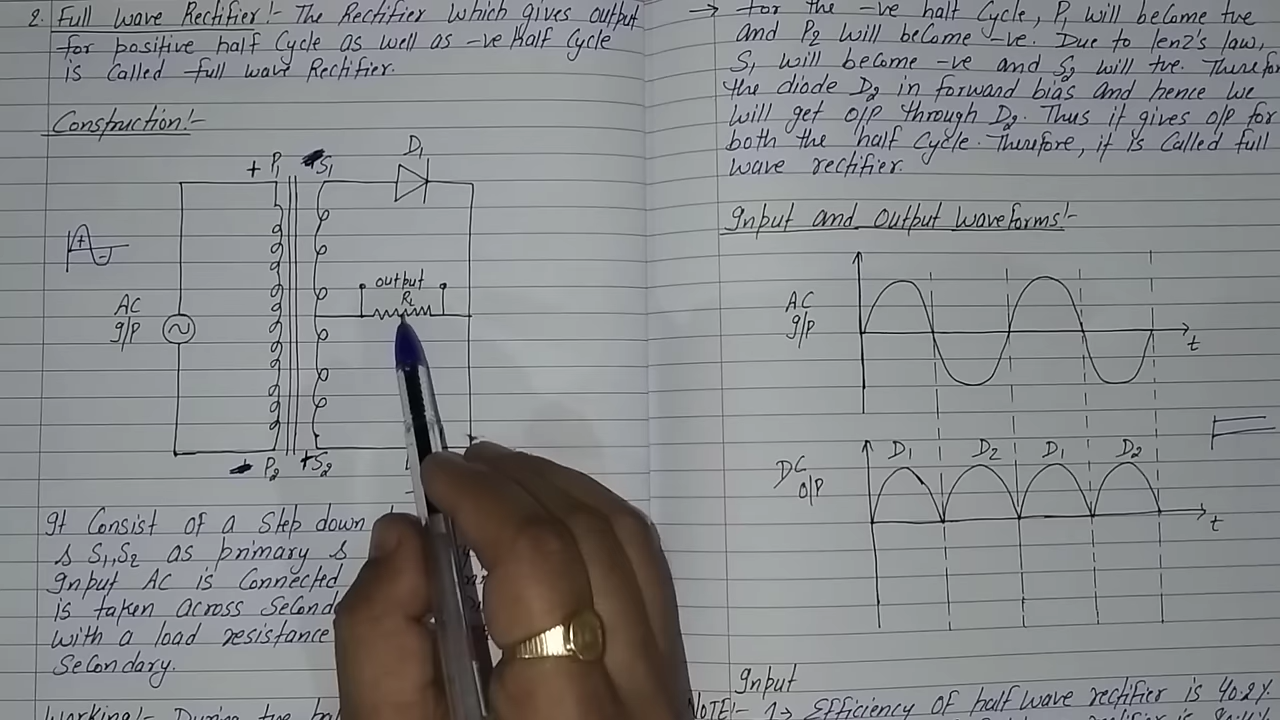 2. Full Wave Rectifier:- The Rectifier which gives output
for positive half Cycle as well as -ve Half Cycle
is Called full wave Rectifier.
Construction:-
+ P1 S1 D1
+ -
output
RL
AC
I/P
P2 +S2
It Consist of a Step down
& S1,S2 as primary &
Input AC is Connected
is taken across
with a load resistance
Secondary.
Working:- During
→ For the -ve half Cycle, P1 will become +ve
and P2 will become -ve. Due to lenz's law,
S1 will become -ve and S2 will +ve.
the diode D2 in forward bias and hence we
will get O/P through D2. Thus it gives O/P for
both the half Cycle. Therefore, it is Called full
wave rectifier.
Input and output waveforms:-
AC
I/P
t
D1 D2 D1 D2
DC
O/P
t
Input
NOTE:- 1→ Efficiency of half wave rectifier is 40.2%